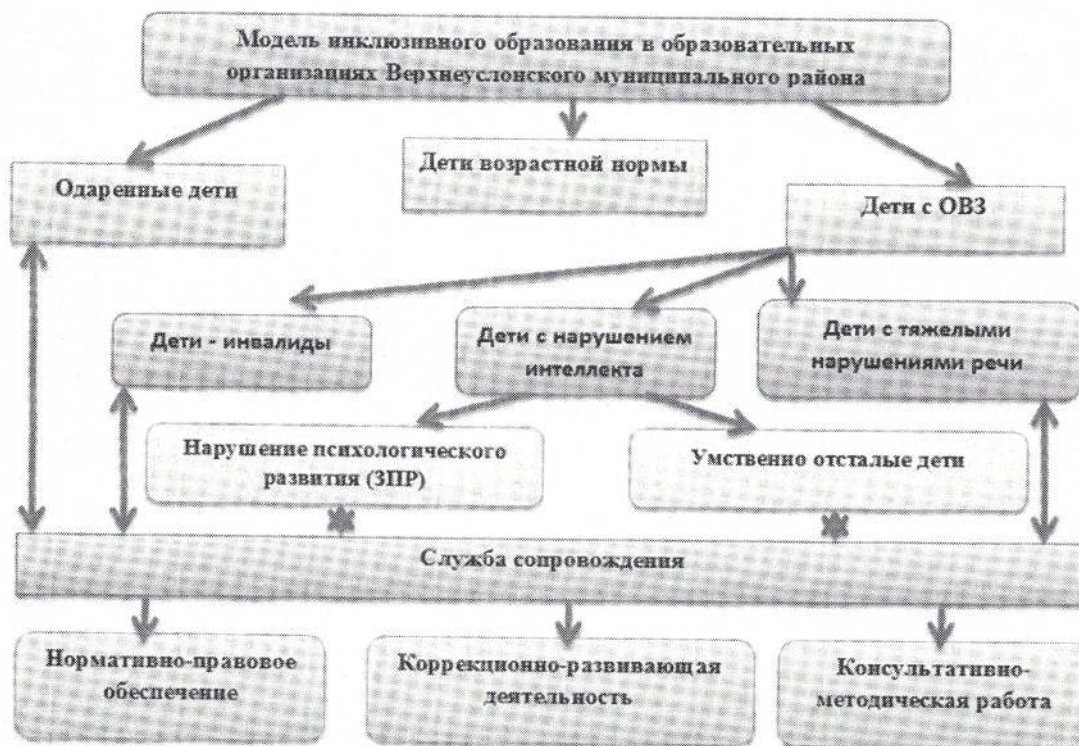 Модель инклюзивного образования в образовательных
организациях Верхнеуслонского муниципального района
Одаренные дети
Дети возрастной нормы
Дети с ОВЗ
Дети - инвалиды
Дети с нарушением
интеллекта
Дети с тяжелыми
нарушениями речи
Нарушение психологического
развития (ЗПР)
Умственно отсталые дети
Служба сопровождения
Нормативно-правовое
обеспечение
Коррекционно-развивающая
деятельность
Консультативно-
методическая работа